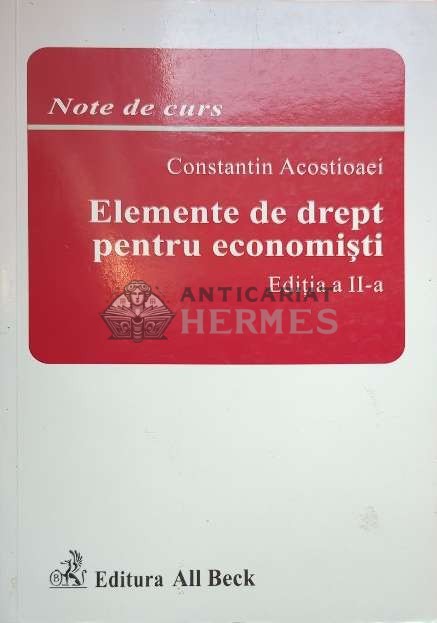 Note de curs
Constantin Acostioaei
Elemente de drept
pentru economişti
Ediţia a II-a
ANTICARIAT
HERMES
B
Editura All Beck